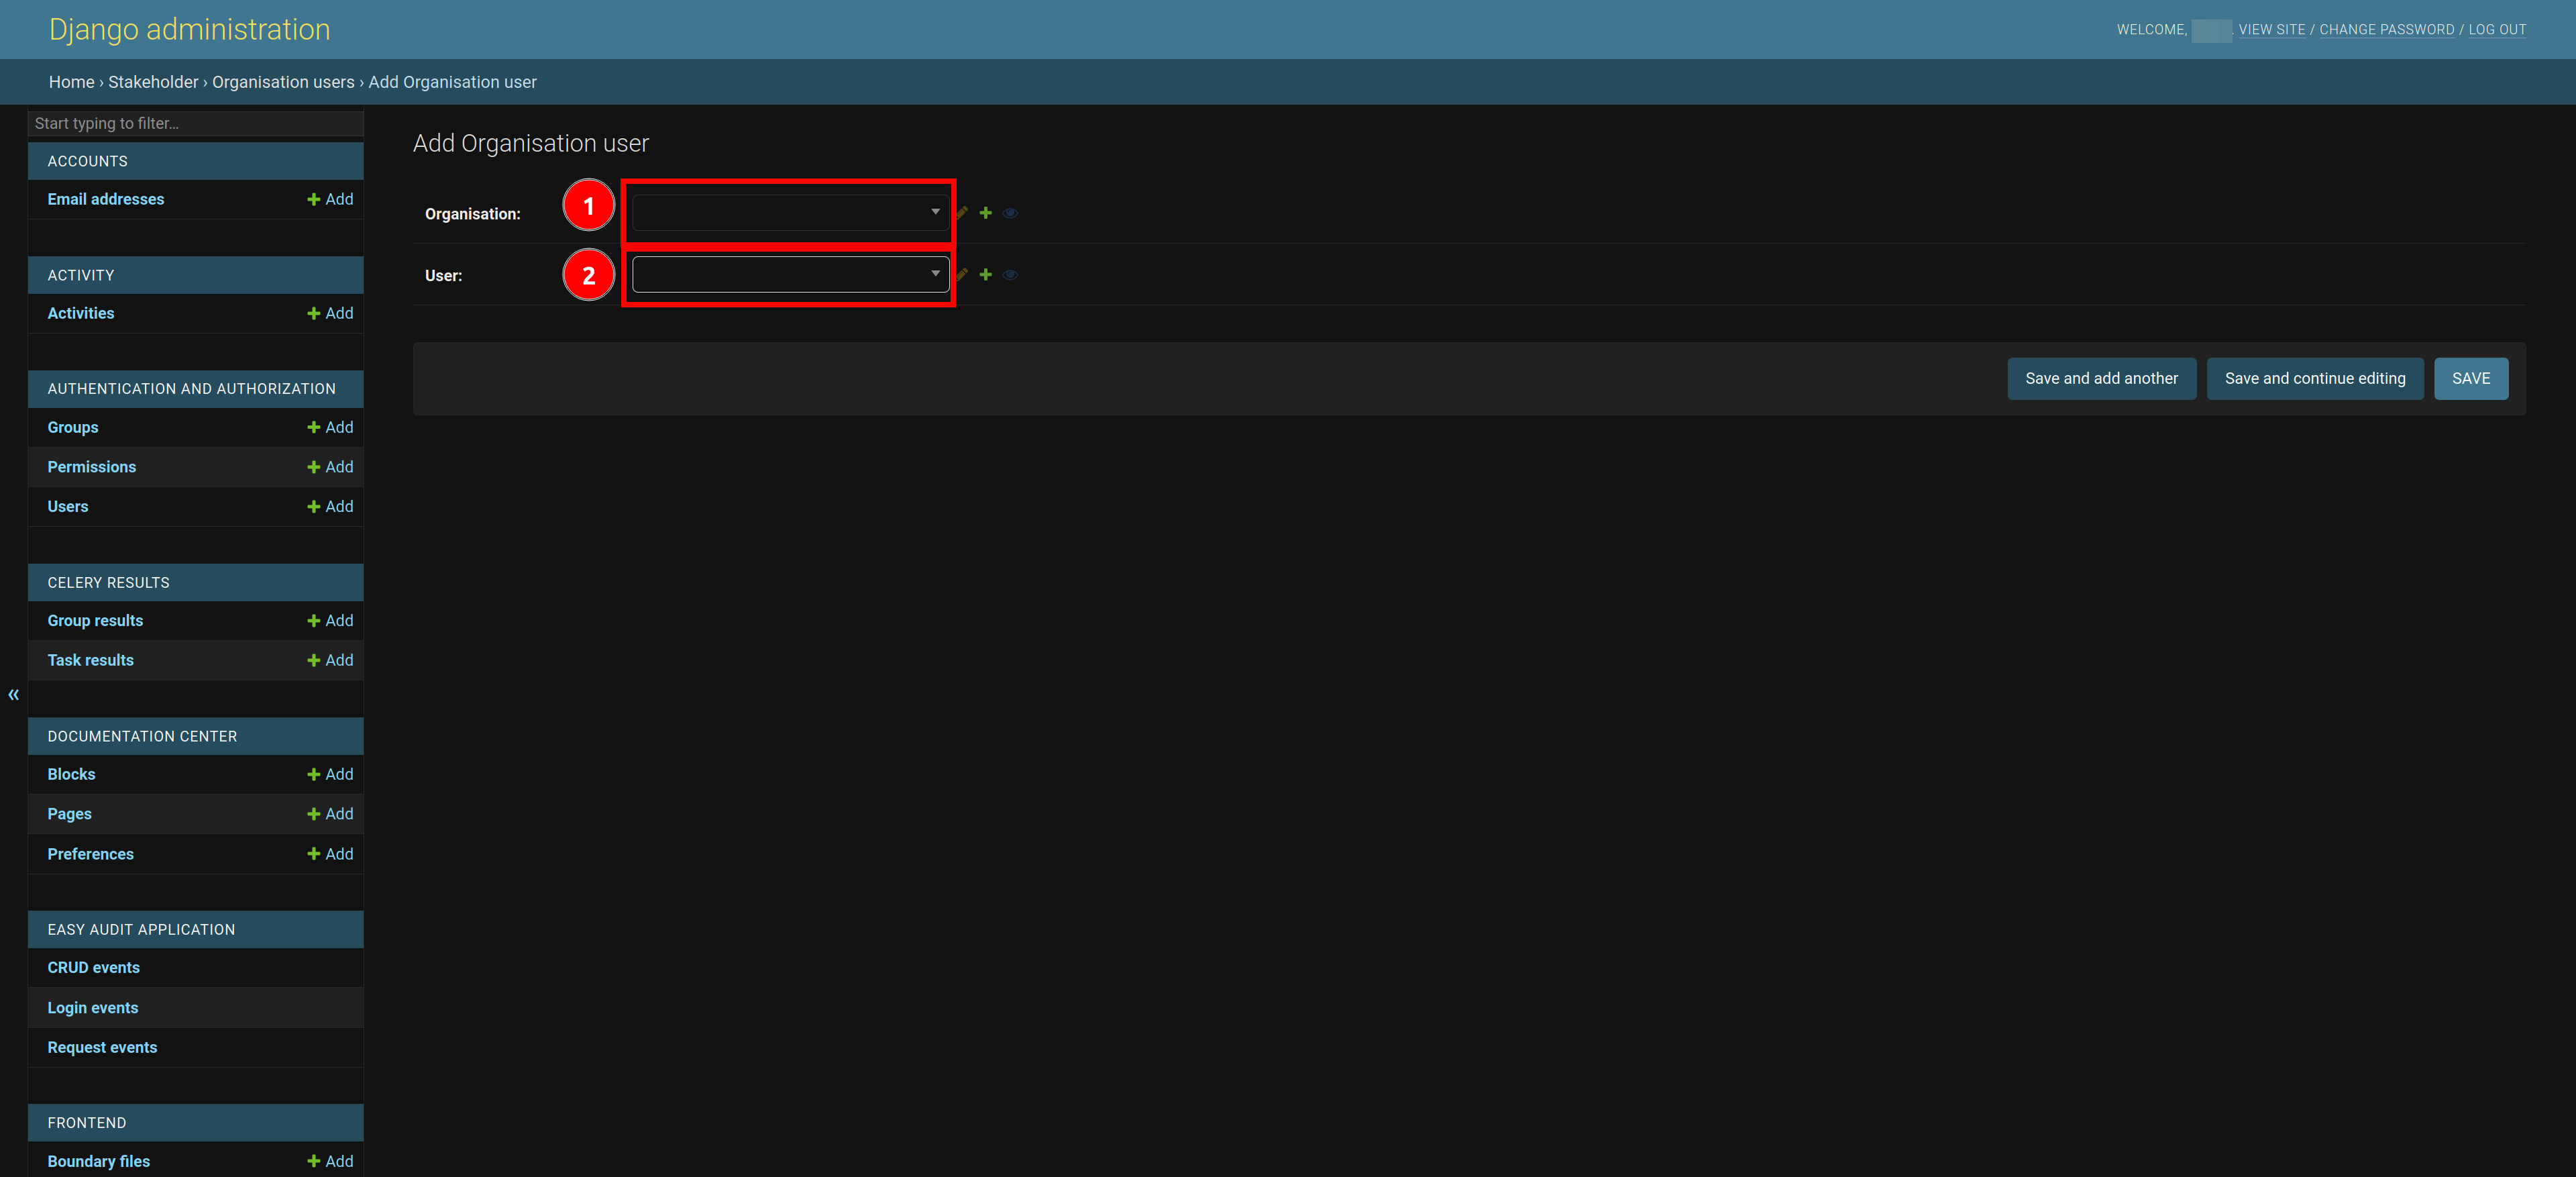 Django administration
WELCOME, . VIEW SITE / CHANGE PASSWORD / LOG OUT
Home › Stakeholder › Organisation users › Add Organisation user
Start typing to filter...
ACCOUNTS
Email addresses + Add
ACTIVITY
Activities + Add
AUTHENTICATION AND AUTHORIZATION
Groups + Add
Permissions + Add
Users + Add
CELERY RESULTS
Group results + Add
Task results + Add
«
DOCUMENTATION CENTER
Blocks + Add
Pages + Add
Preferences + Add
EASY AUDIT APPLICATION
CRUD events
Login events
Request events
FRONTEND
Boundary files + Add
Add Organisation user
Organisation: 1
User: 2
Save and add another Save and continue editing SAVE